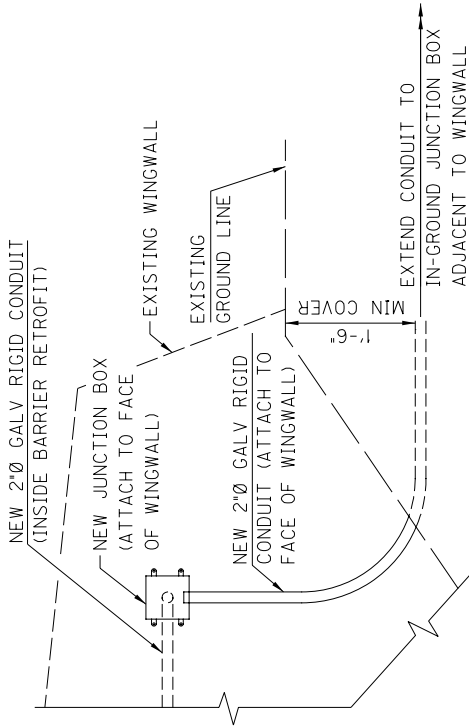 NEW 2"Ø GALV RIGID CONDUIT
(INSIDE BARRIER RETROFIT)
NEW JUNCTION BOX
(ATTACH TO FACE
OF WINGWALL)
EXISTING WINGWALL
EXISTING
GROUND LINE
NEW 2"Ø GALV RIGID
CONDUIT (ATTACH TO
FACE OF WINGWALL)
1'-6"
MIN COVER
EXTEND CONDUIT TO
IN-GROUND JUNCTION BOX
ADJACENT TO WINGWALL